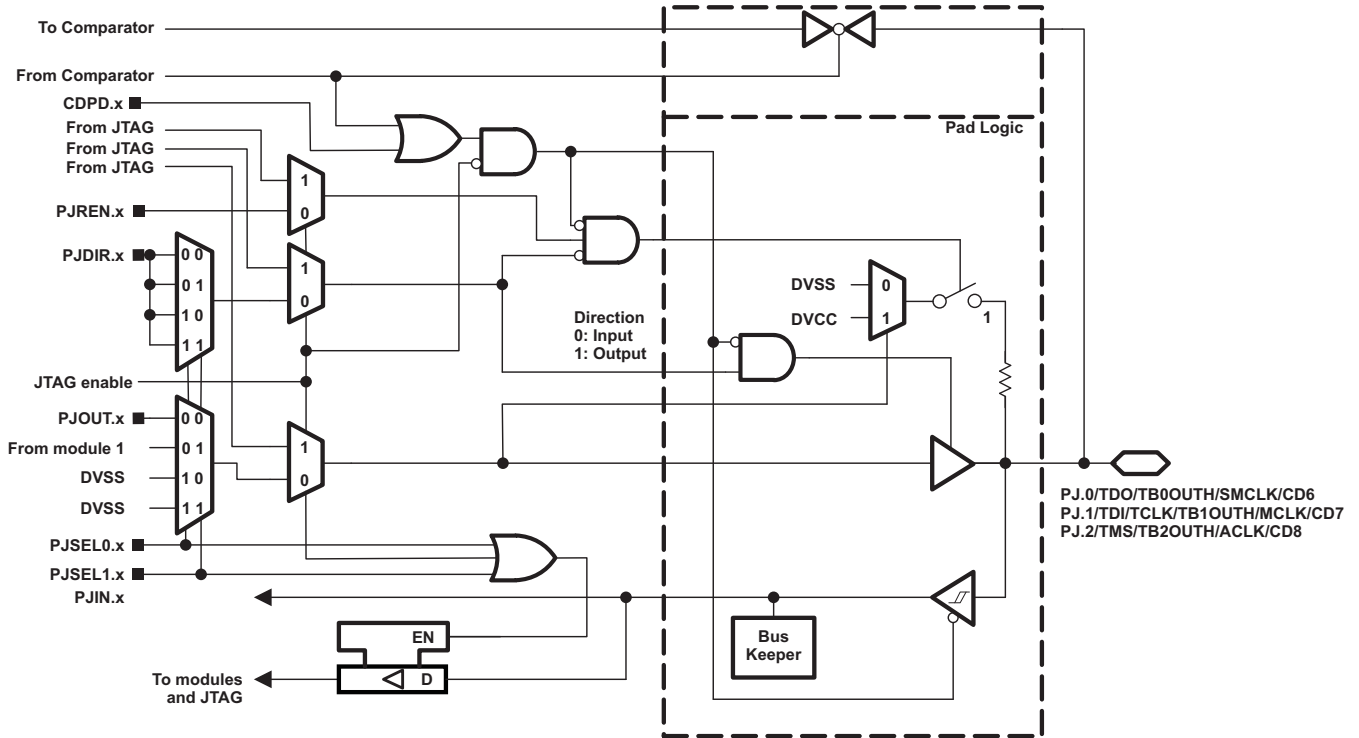 To Comparator
From Comparator
CDPD.x
Pad Logic
From JTAG
From JTAG
From JTAG
1
0
PJREN.x
PJDIR.x
0 0
0 1
1 0
1 1
1
0
DVSS
DVCC
0
1
1
Direction
0: Input
1: Output
JTAG enable
PJOUT.x
From module 1
DVSS
DVSS
0 0
0 1
1 0
1 1
1
0
PJ.0/TDO/TB0OUTH/SMCLK/CD6
PJ.1/TDI/TCLK/TB1OUTH/MCLK/CD7
PJ.2/TMS/TB2OUTH/ACLK/CD8
PJSEL0.x
PJSEL1.x
PJIN.x
EN
D
Bus
Keeper
To modules
and JTAG